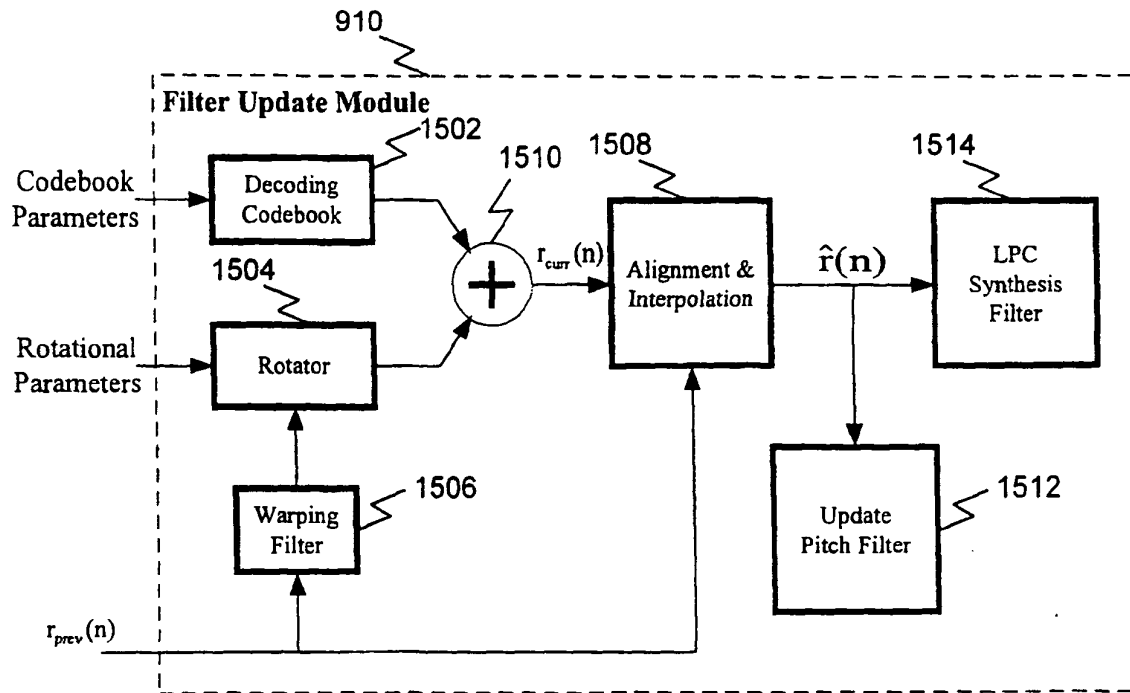 910
Filter Update Module
1502
1510
1508
1514
Codebook
Parameters
Decoding
Codebook
1504
r_curr(n)
Alignment &
Interpolation
r̂(n)
LPC
Synthesis
Filter
Rotational
Parameters
Rotator
+
1506
Warping
Filter
1512
Update
Pitch Filter
r_prev(n)